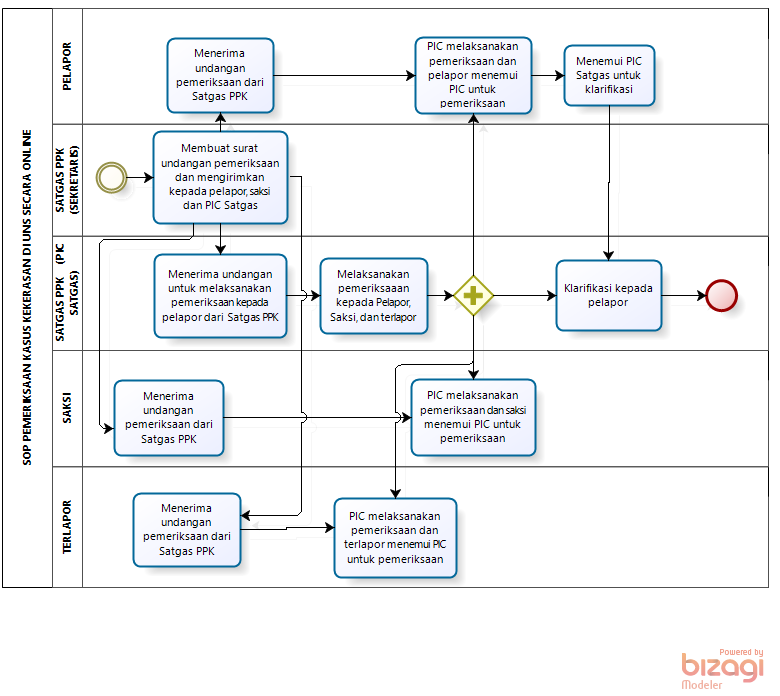 SOP PEMERIKSAAN KASUS KEKERASAN DI UNS SECARA ONLINE
PELAPOR
Menerima
undangan
pemeriksaan dari
Satgas PPK
PIC melaksanakan
pemeriksaan dan
pelapor menemui
PIC untuk
pemeriksaan
Menemui PIC
Satgas untuk
klarifikasi
SATGAS PPK
(SEKRETARIS)
Membuat surat
undangan pemeriksaan
dan mengirimkan
kepada pelapor, saksi
dan PIC Satgas
SATGAS PPK (PIC
SATGAS)
Menerima undangan
untuk melaksanakan
pemeriksaan kepada
pelapor dari Satgas PPK
Melaksanakan
pemeriksaaan
kepada Pelapor,
Saksi, dan terlapor
Klarifikasi kepada
pelapor
SAKSI
Menerima
undangan
pemeriksaan dari
Satgas PPK
PIC melaksanakan
pemeriksaan dan saksi
menemui PIC untuk
pemeriksaan
TERLAPOR
Menerima
undangan
pemeriksaan dari
Satgas PPK
PIC melaksanakan
pemeriksaan dan
terlapor menemui PIC
untuk pemeriksaan
Powered by
bizagi
Modeler